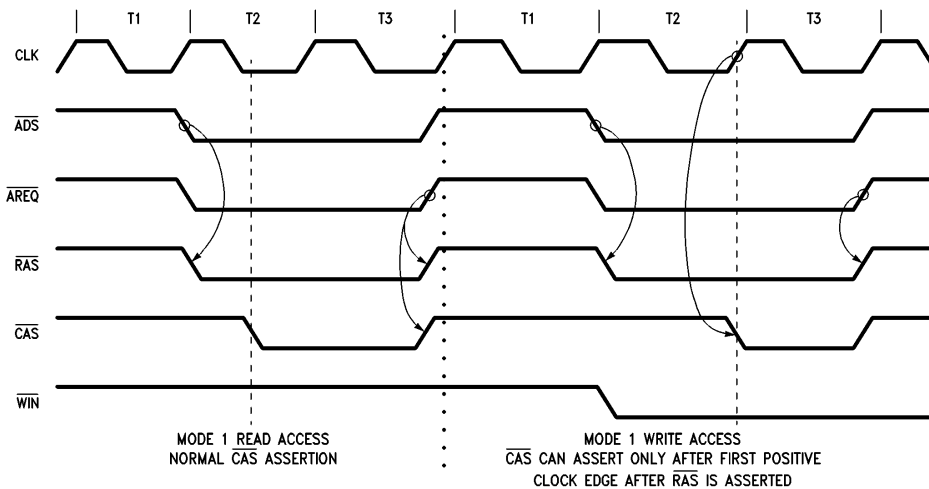 T1 T2 T3 T1 T2 T3
CLK
ADS
AREQ
RAS
CAS
WIN
MODE 1 READ ACCESS
NORMAL CAS ASSERTION
MODE 1 WRITE ACCESS
CAS CAN ASSERT ONLY AFTER FIRST POSITIVE
CLOCK EDGE AFTER RAS IS ASSERTED